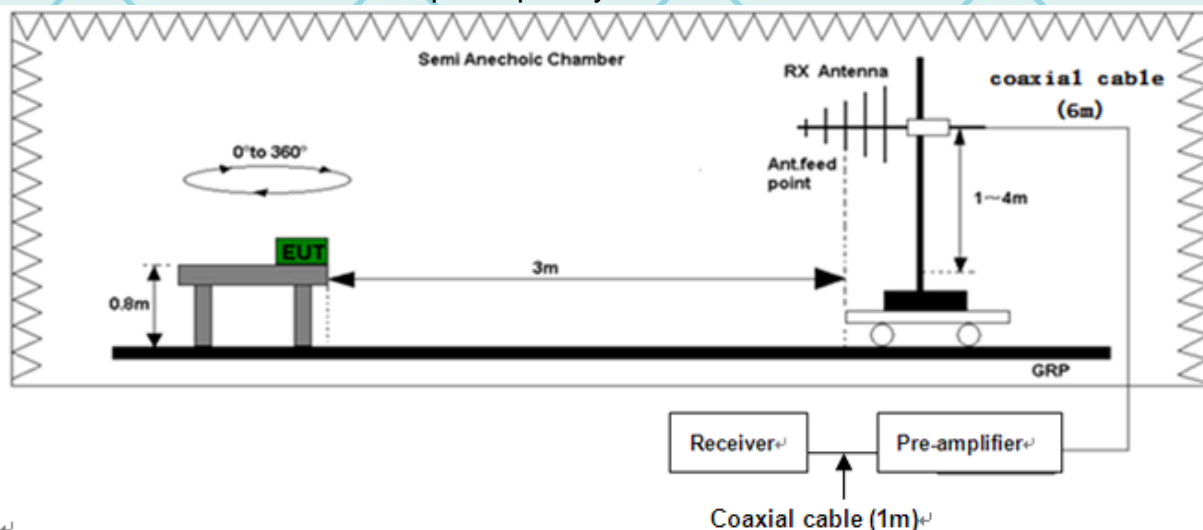 Semi Anechoic Chamber
RX Antenna
coaxial cable
(6m)
0°to 360°
Ant.feed
point
1～4m
EUT
3m
0.8m
GRP
Receiver↵
Pre-amplifier↵
Coaxial cable (1m)↵
↵